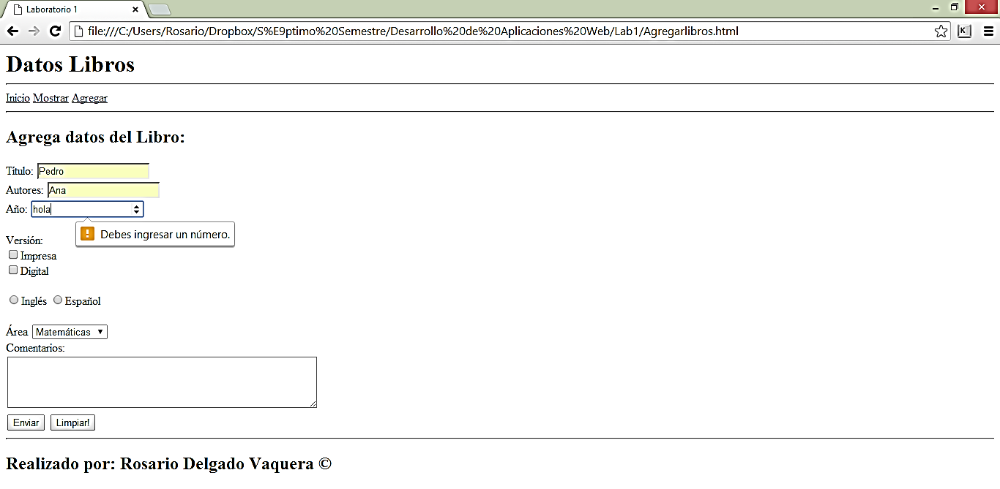 Laboratorio 1
file:///C:/Users/Rosario/Dropbox/S%E9ptimo%20Semestre/Desarrollo%20de%20Aplicaciones%20Web/Lab1/Agregarlibros.html
K
Datos Libros
Inicio Mostrar Agregar
Agrega datos del Libro:
Título: Pedro
Autores: Ana
Año: hola
Debes ingresar un número.
Versión:
Impresa
Digital
Inglés Español
Área Matemáticas
Comentarios:
Enviar Limpiar!
Realizado por: Rosario Delgado Vaquera ©